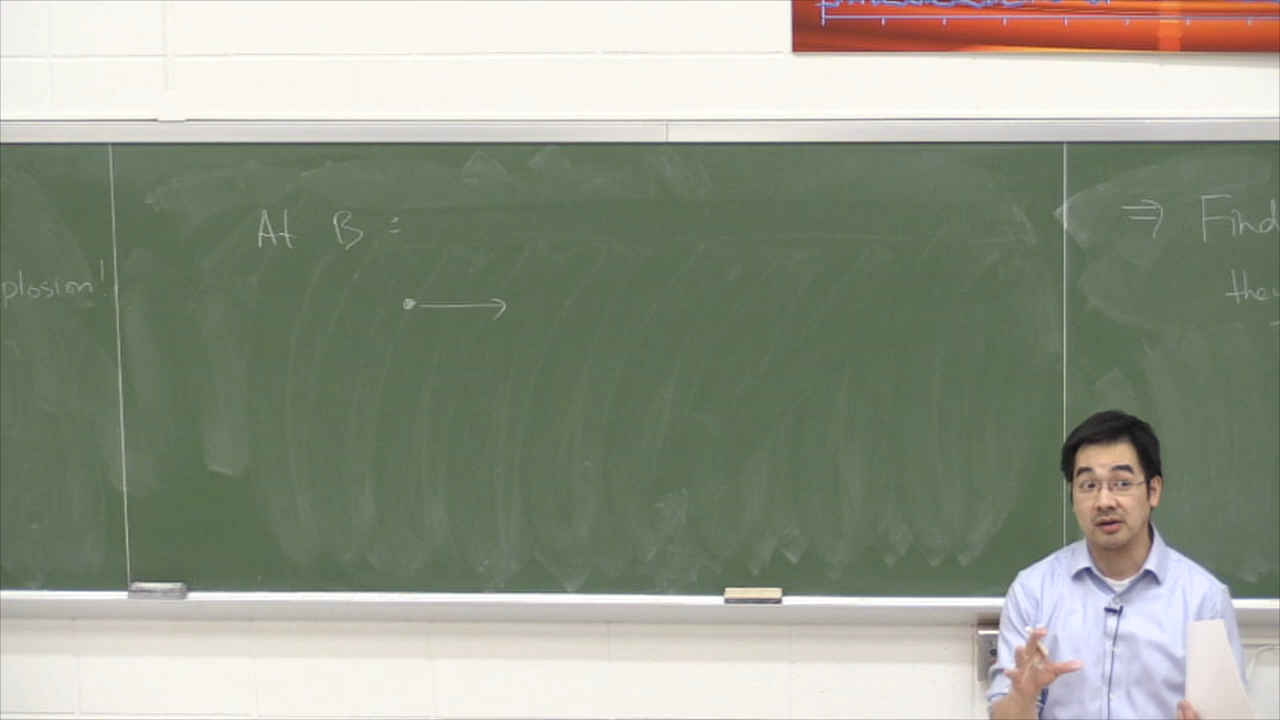 At B :
plosion!
⇒ Find
the